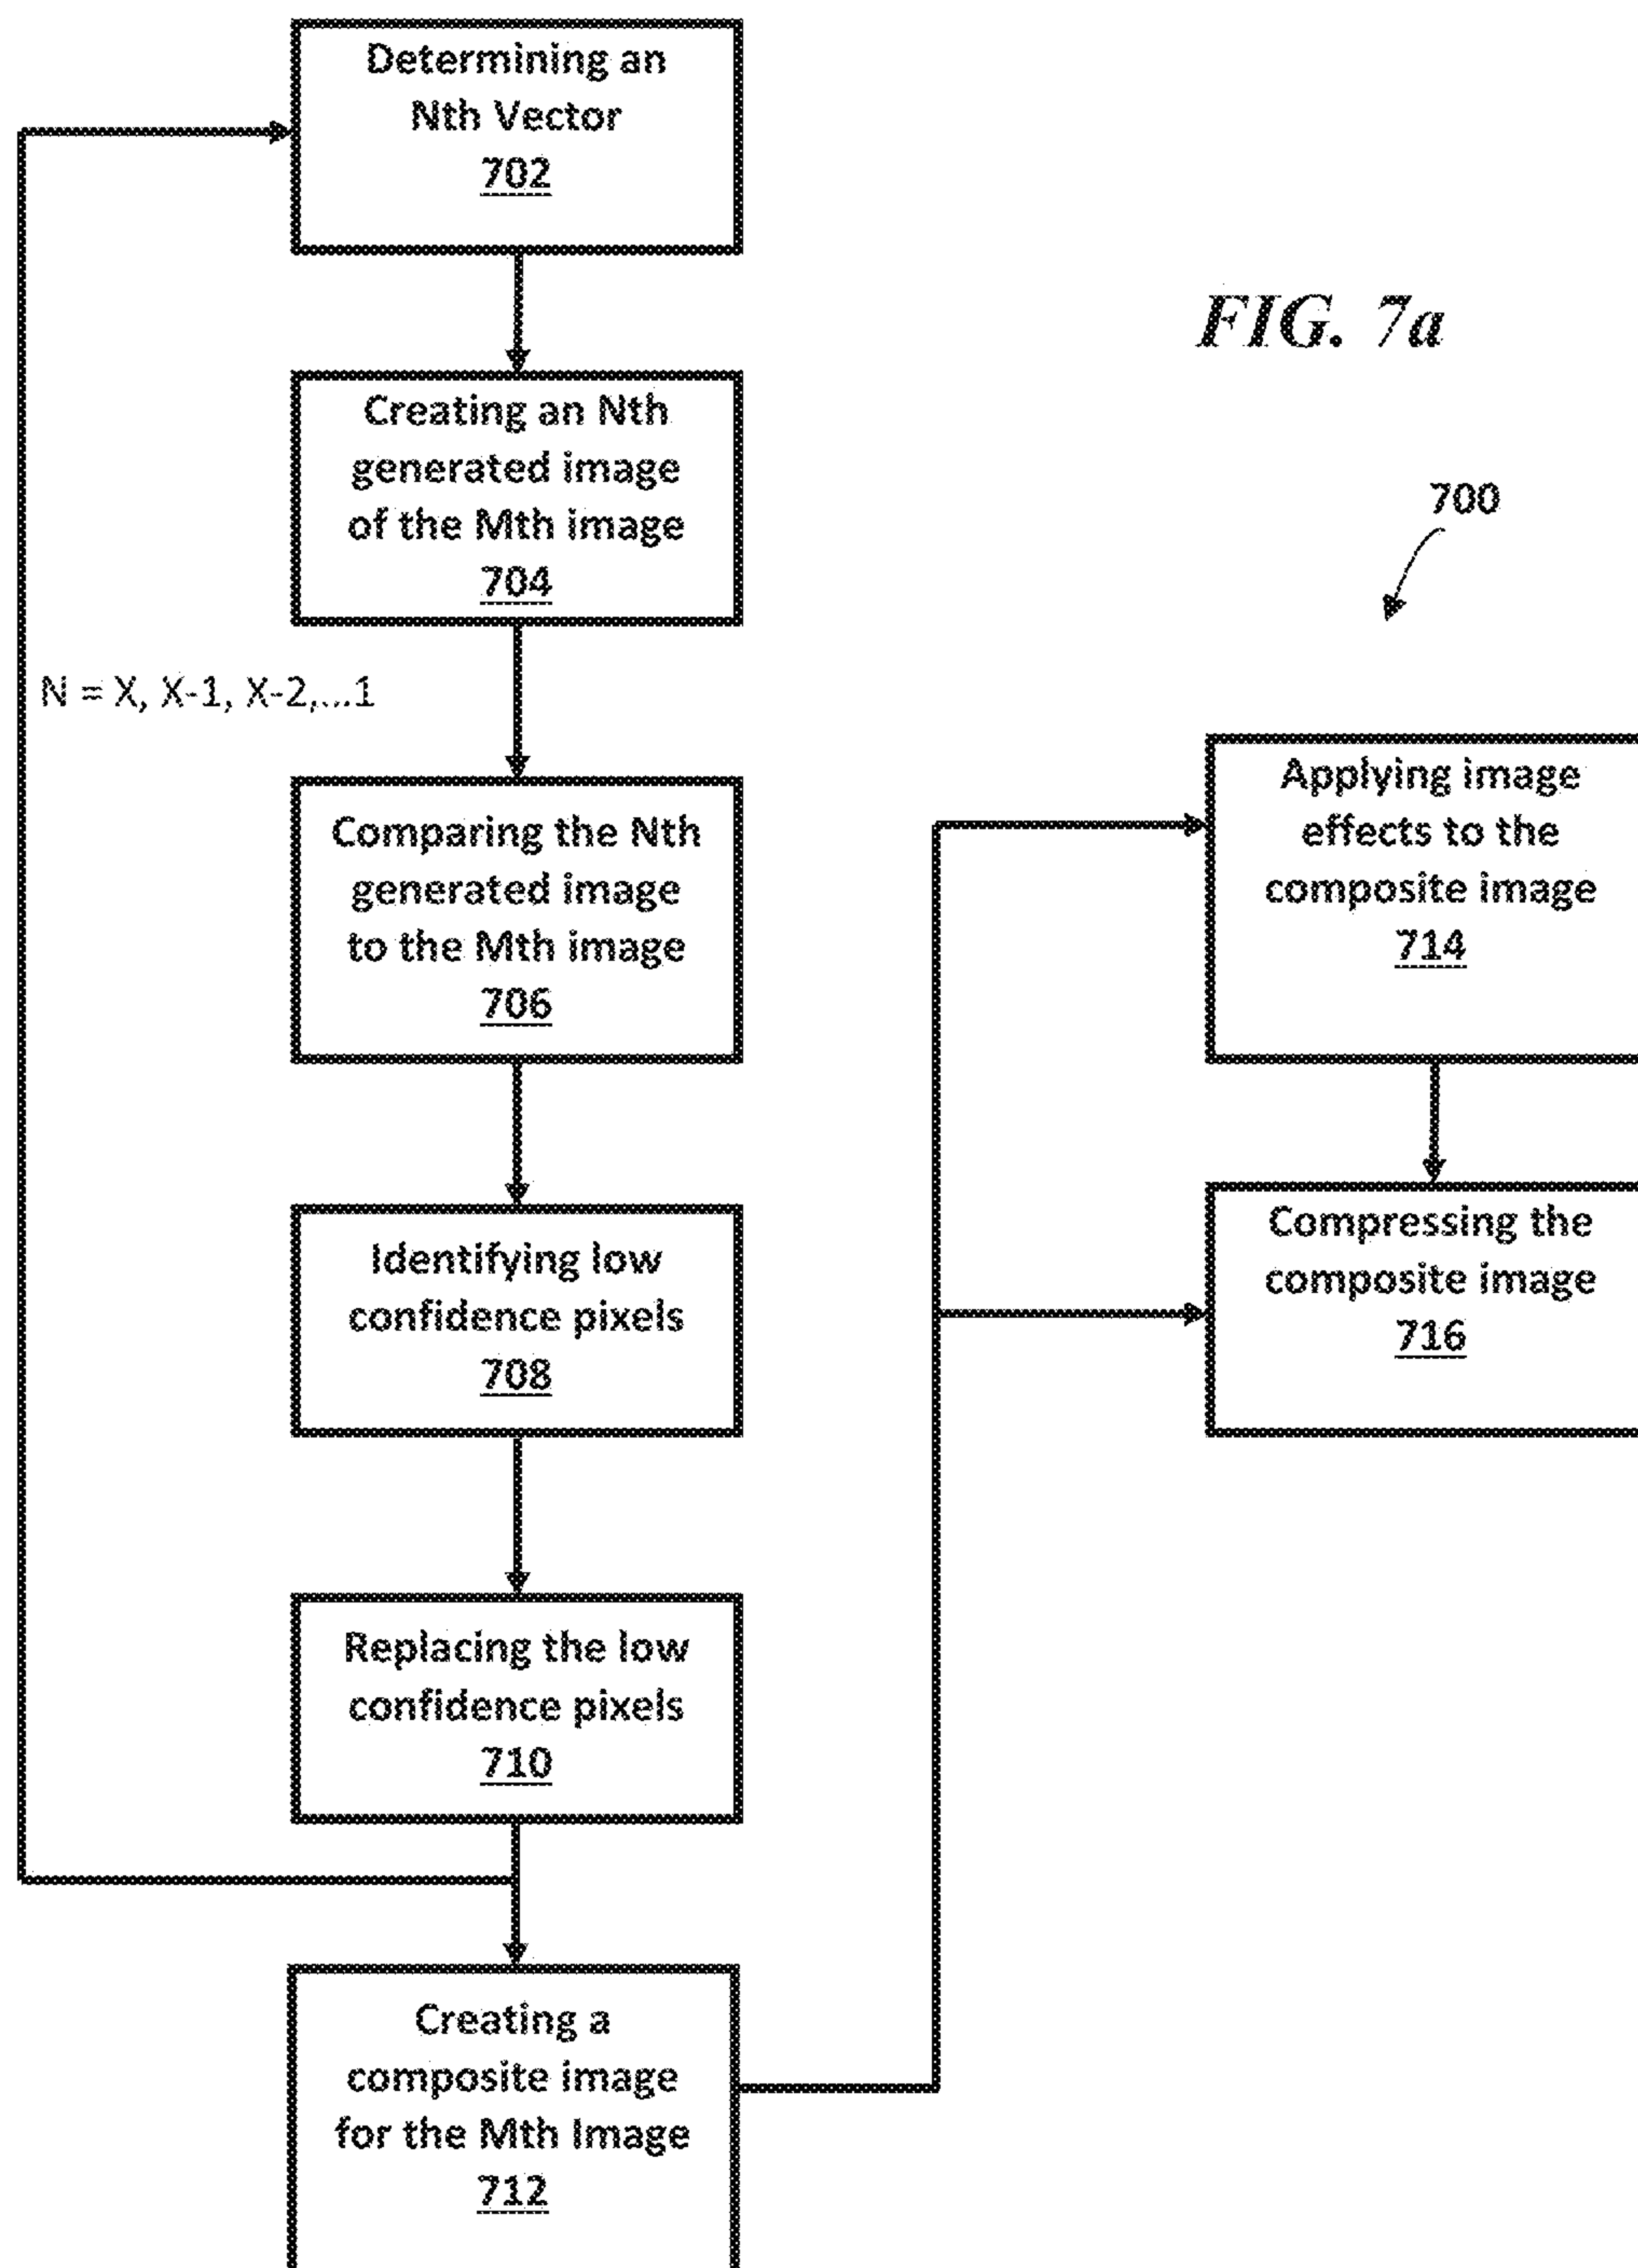 Determining an
Nth Vector
702
FIG. 7a
Creating an Nth
generated image
of the Mth image
704
700
N = X, X-1, X-2,...1
Comparing the Nth
generated image
to the Mth image
706
Applying image
effects to the
composite image
714
Identifying low
confidence pixels
708
Compressing the
composite image
716
Replacing the low
confidence pixels
710
Creating a
composite image
for the Mth Image
712